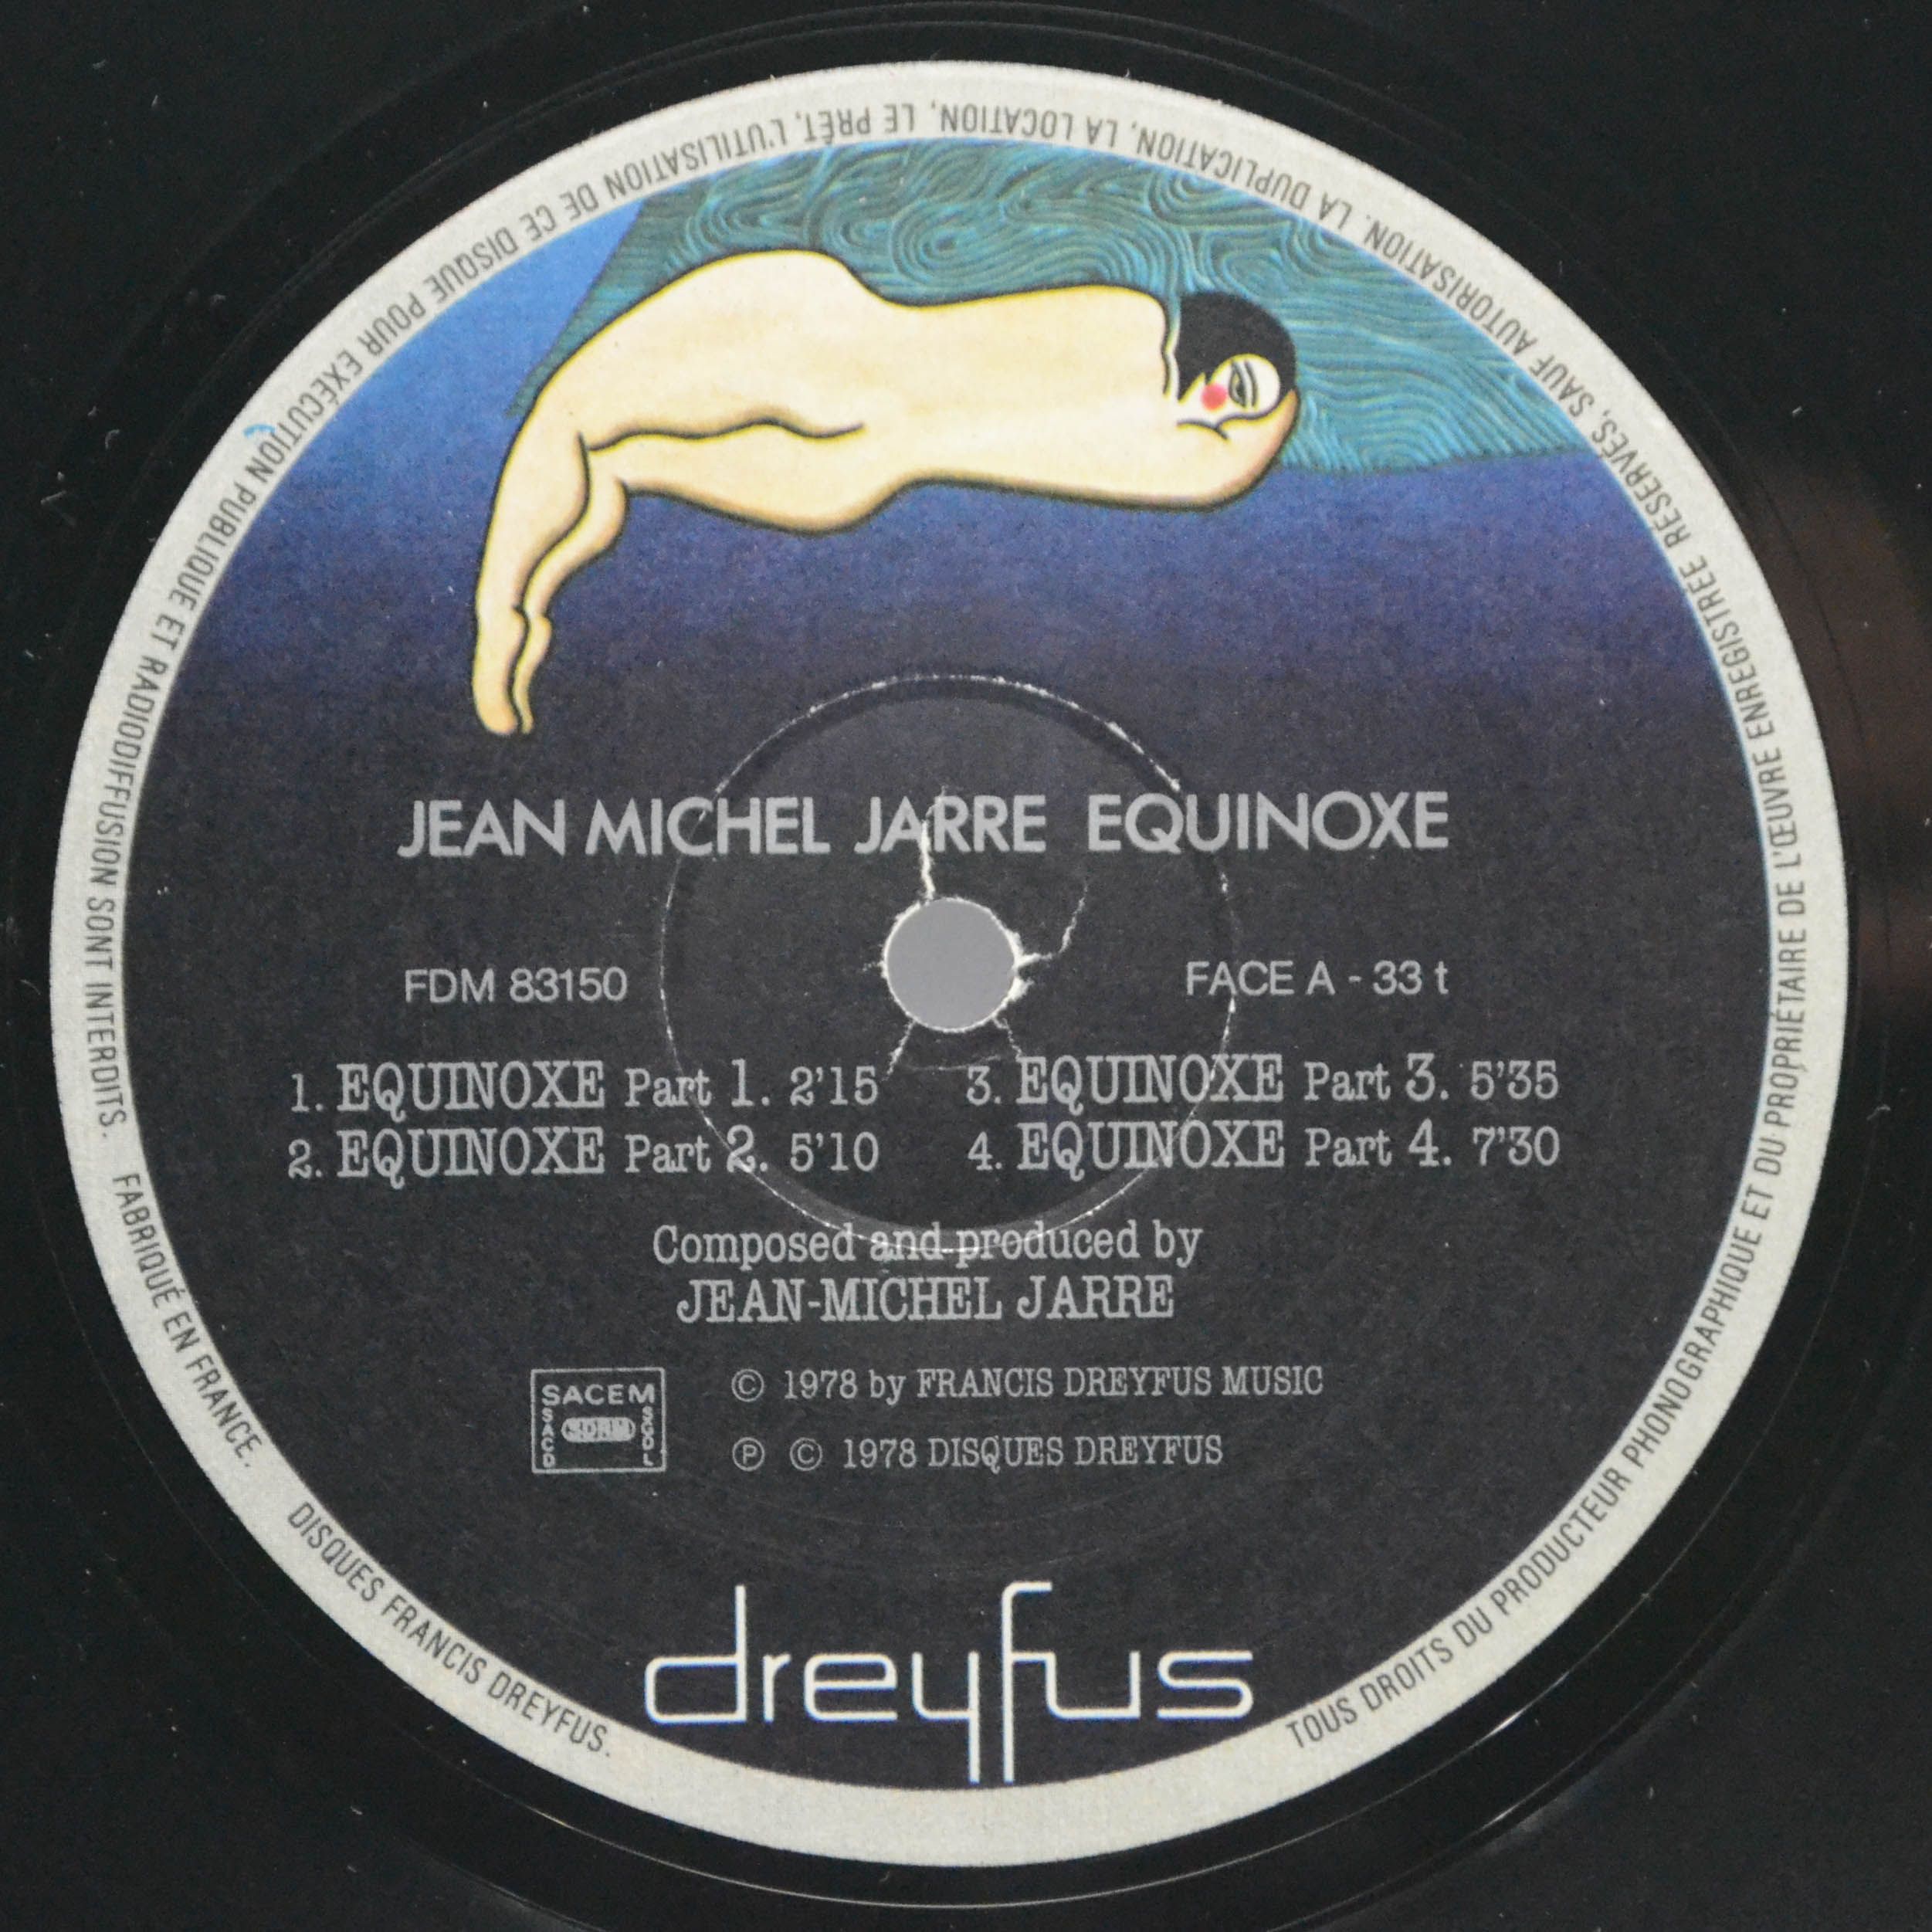 JEAN MICHEL JARRE EQUINOXE
FDM 83150
FACE A - 33 t
1. EQUINOXE Part 1. 2'15
2. EQUINOXE Part 2. 5'10
3. EQUINOXE Part 3. 5'35
4. EQUINOXE Part 4. 7'30
Composed and produced by
JEAN-MICHEL JARRE
SACEM
SACD
SDRM
SGDL
© 1978 by FRANCIS DREYFUS MUSIC
℗ © 1978 DISQUES DREYFUS
dreyfus
TOUS DROITS DU PRODUCTEUR PHONOGRAPHIQUE ET DU PROPRIÉTAIRE DE L'ŒUVRE ENREGISTRÉE RÉSERVÉS, SAUF AUTORISATION. LA DUPLICATION, LA LOCATION, LE PRÊT, L'UTILISATION DE CE DISQUE POUR EXÉCUTION PUBLIQUE ET RADIODIFFUSION SONT INTERDITS. FABRIQUÉ EN FRANCE. DISQUES FRANCIS DREYFUS.